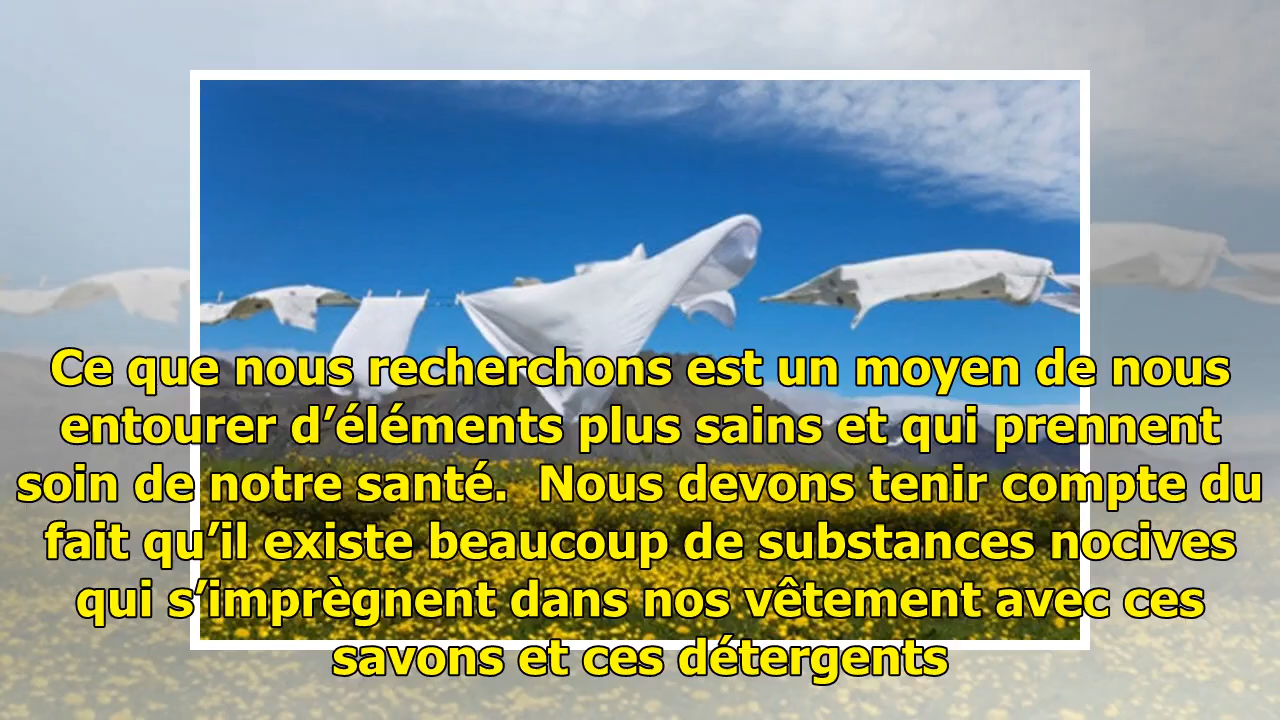 Ce que nous recherchons est un moyen de nous
entourer d’éléments plus sains et qui prennent
soin de notre santé.  Nous devons tenir compte du
fait qu’il existe beaucoup de substances nocives
qui s’imprègnent dans nos vêtement avec ces
savons et ces détergents